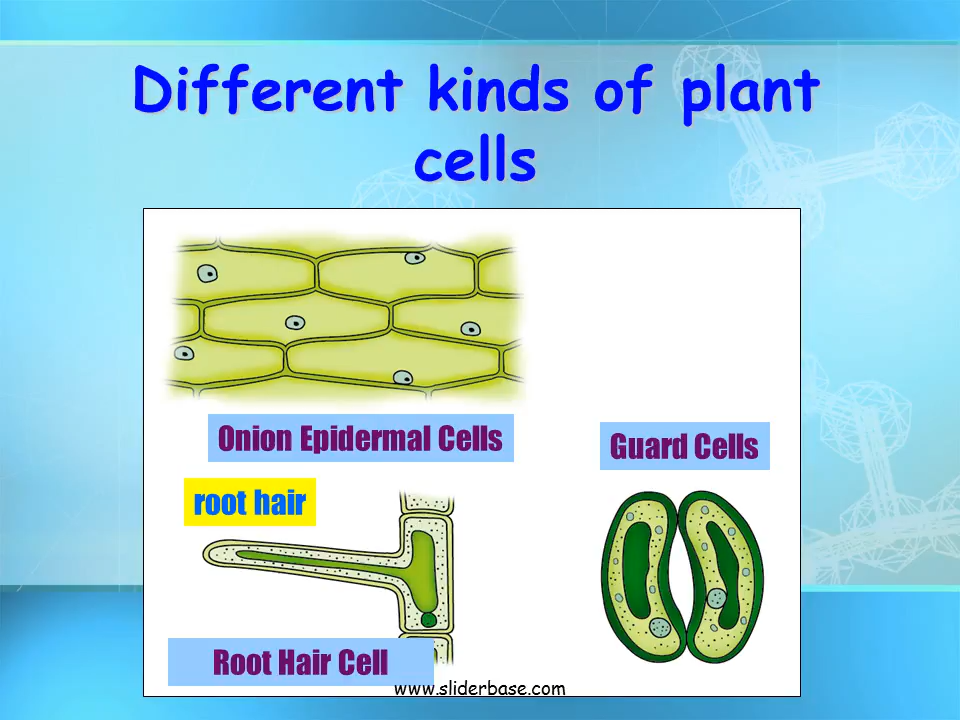 Different kinds of plant
cells
Onion Epidermal Cells
Guard Cells
root hair
Root Hair Cell
www.sliderbase.com